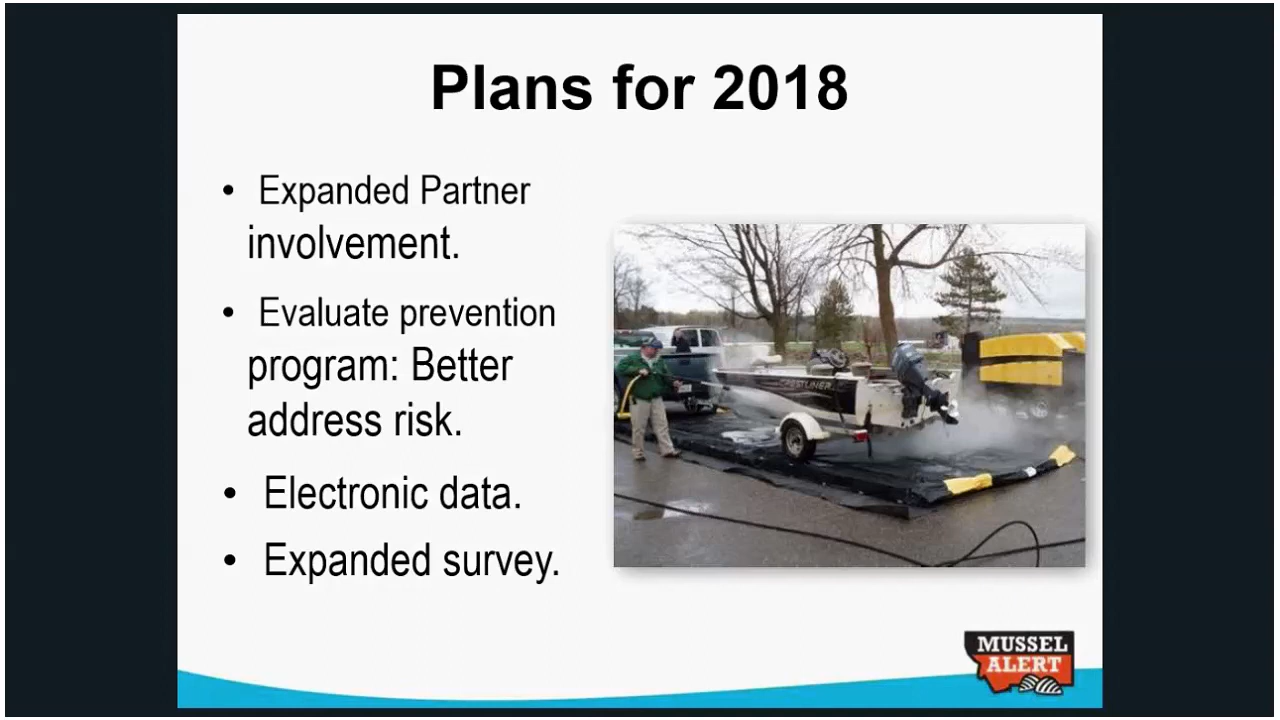 Plans for 2018
• Expanded Partner
involvement.
• Evaluate prevention
program: Better
address risk.
• Electronic data.
• Expanded survey.
CRESTLINER
MUSSEL
ALERT